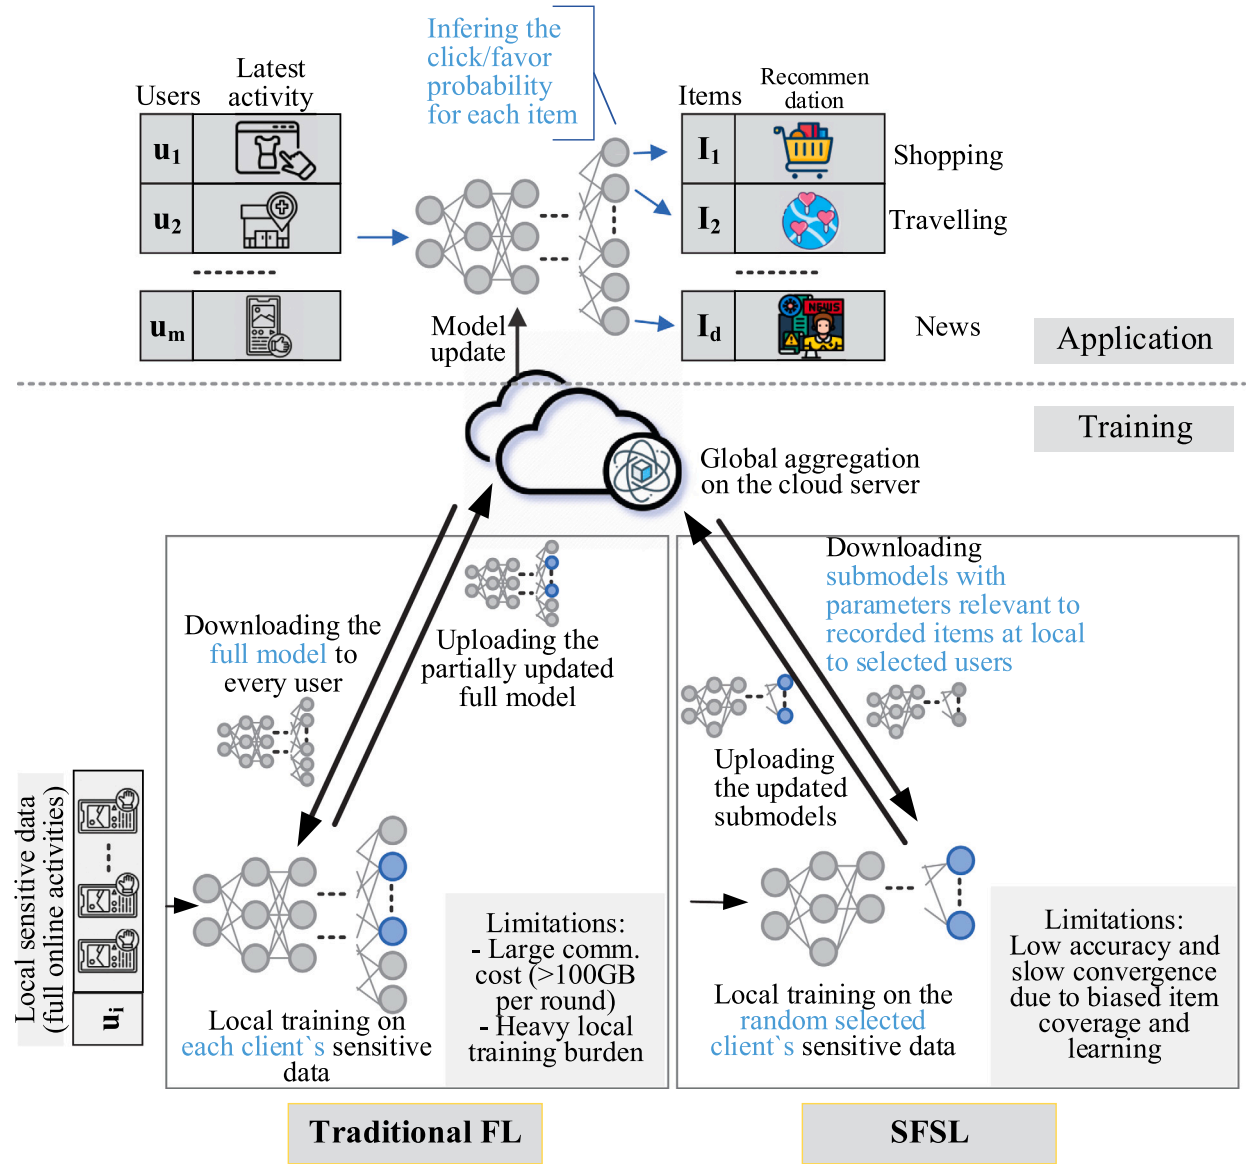 Infering the
click/favor
probability
for each item
Users
Latest
activity
Items
Recommen
dation
u1
I1
Shopping
u2
I2
Travelling
um
Id
NEWS
News
Model
update
Application
Training
Global aggregation
on the cloud server
Downloading the
full model to
every user
Uploading the
partially updated
full model
Downloading
submodels with
parameters relevant to
recorded items at local
to selected users
Uploading
the updated
submodels
Local sensitive data
(full online activities)
ui
Local training on
each client`s sensitive
data
Limitations:
- Large comm.
cost (>100GB
per round)
- Heavy local
training burden
Local training on the
random selected
client`s sensitive data
Limitations:
Low accuracy and
slow convergence
due to biased item
coverage and
learning
Traditional FL
SFSL